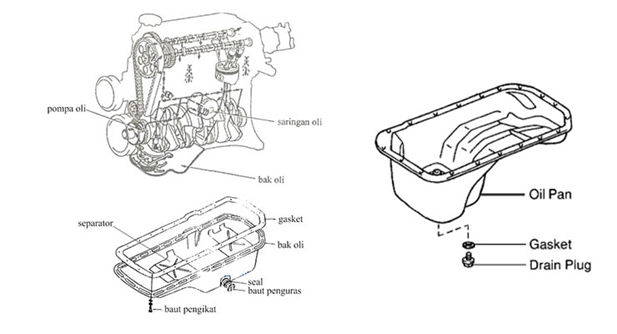 pompa oli
saringan oli
bak oli
separator
gasket
bak oli
seal
baut penguras
baut pengikat
Oil Pan
Gasket
Drain Plug